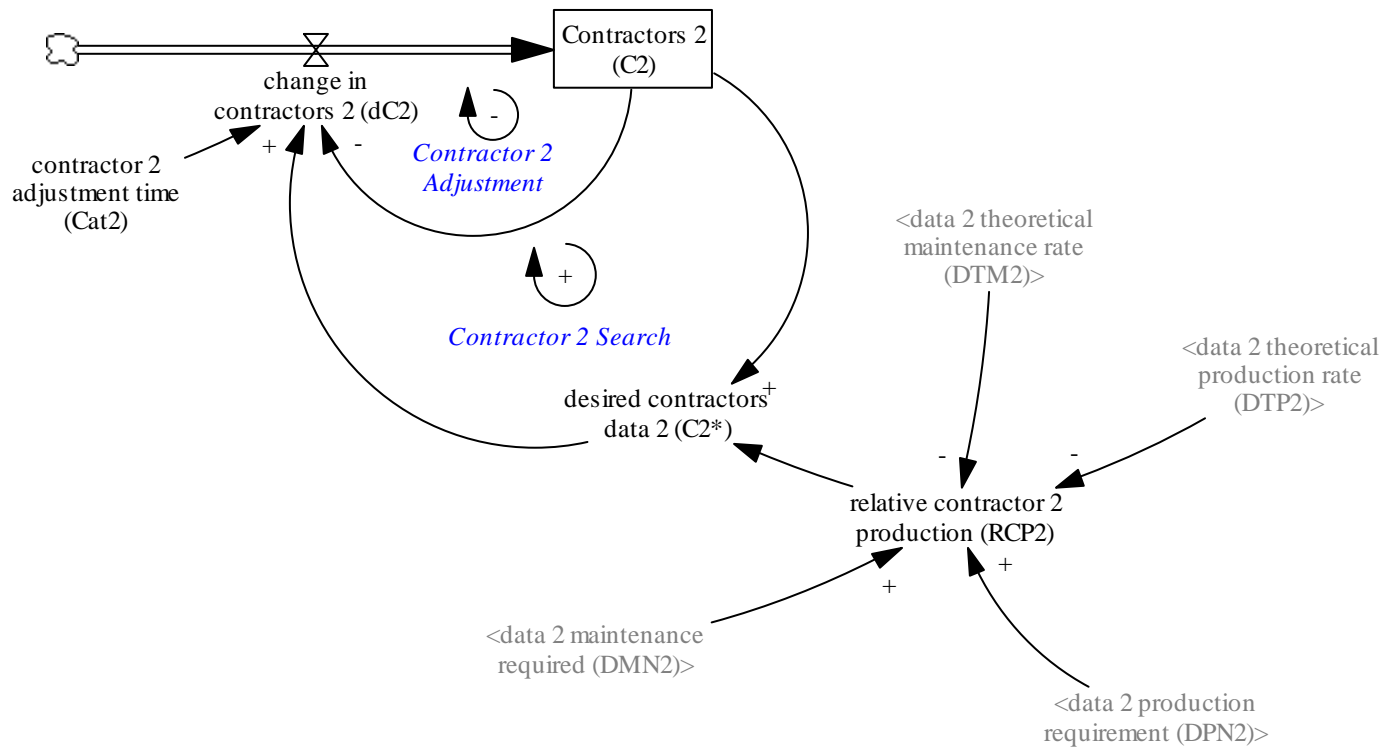 Contractors 2
(C2)
change in
contractors 2 (dC2)
-
+
-
Contractor 2
Adjustment
contractor 2
adjustment time
(Cat2)
<data 2 theoretical
maintenance rate
(DTM2)>
+
Contractor 2 Search
<data 2 theoretical
production rate
(DTP2)>
+
desired contractors
data 2 (C2*)
-
-
relative contractor 2
production (RCP2)
+
+
<data 2 maintenance
required (DMN2)>
<data 2 production
requirement (DPN2)>